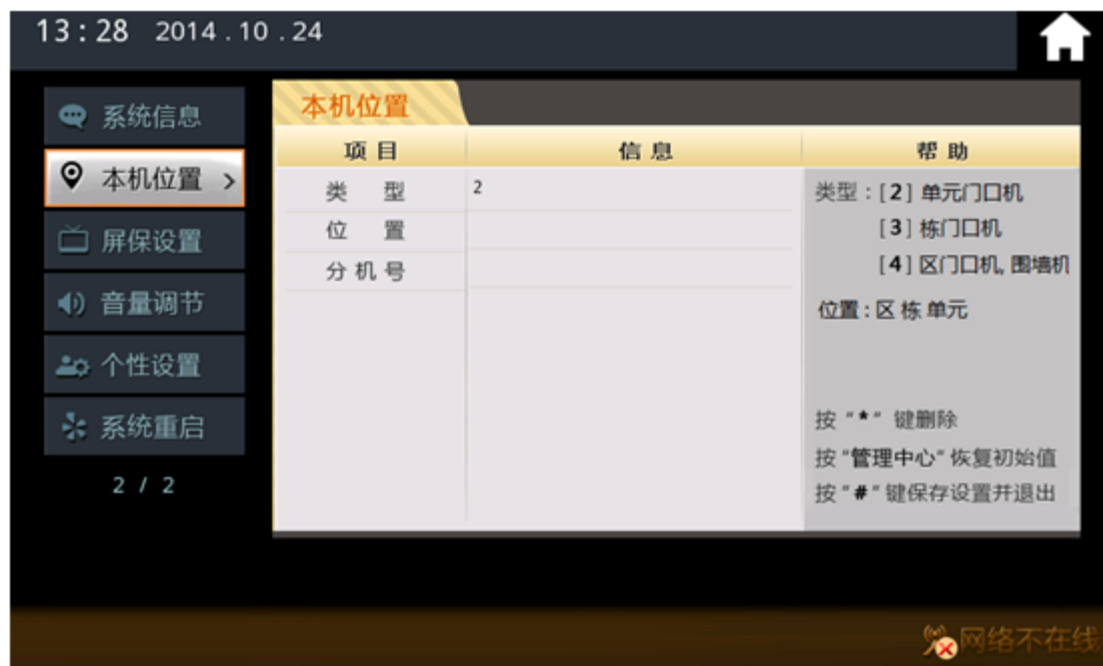 13:28 2014.10.24
系统信息
本机位置 >
屏保设置
音量调节
个性设置
系统重启
2 / 2
本机位置
项目 信息 帮助
类型 2
位置
分机号
类型:[2] 单元门口机
[3] 栋门口机
[4] 区门口机, 围墙机
位置:区 栋 单元
按 "*" 键删除
按 "管理中心" 恢复初始值
按 "#" 键保存设置并退出
网络不在线